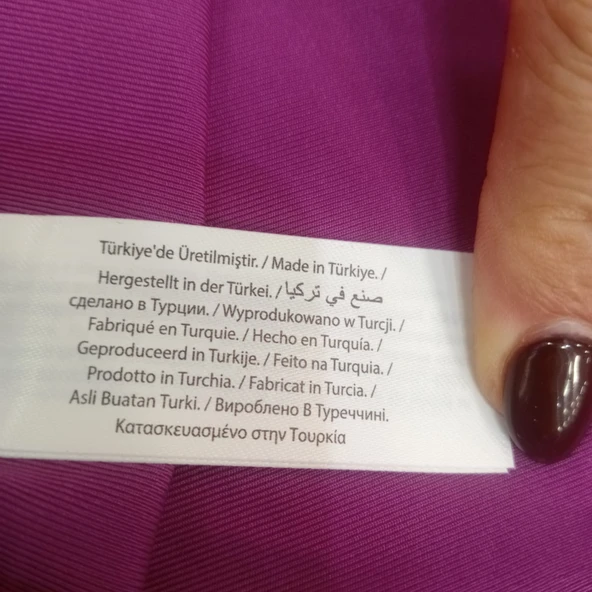 Türkiye'de Üretilmiştir. / Made in Türkiye. /
Hergestellt in der Türkei. / صنع في تركيا
сделано в Турции. / Wyprodukowano w Turcji. /
Fabriqué en Turquie. / Hecho en Turquía. /
Geproduceerd in Turkije. / Feito na Turquia. /
Prodotto in Turchia. / Fabricat in Turcia. /
Asli Buatan Turki. / Вироблено В Туреччині.
Κατασκευασμένο στην Τουρκία